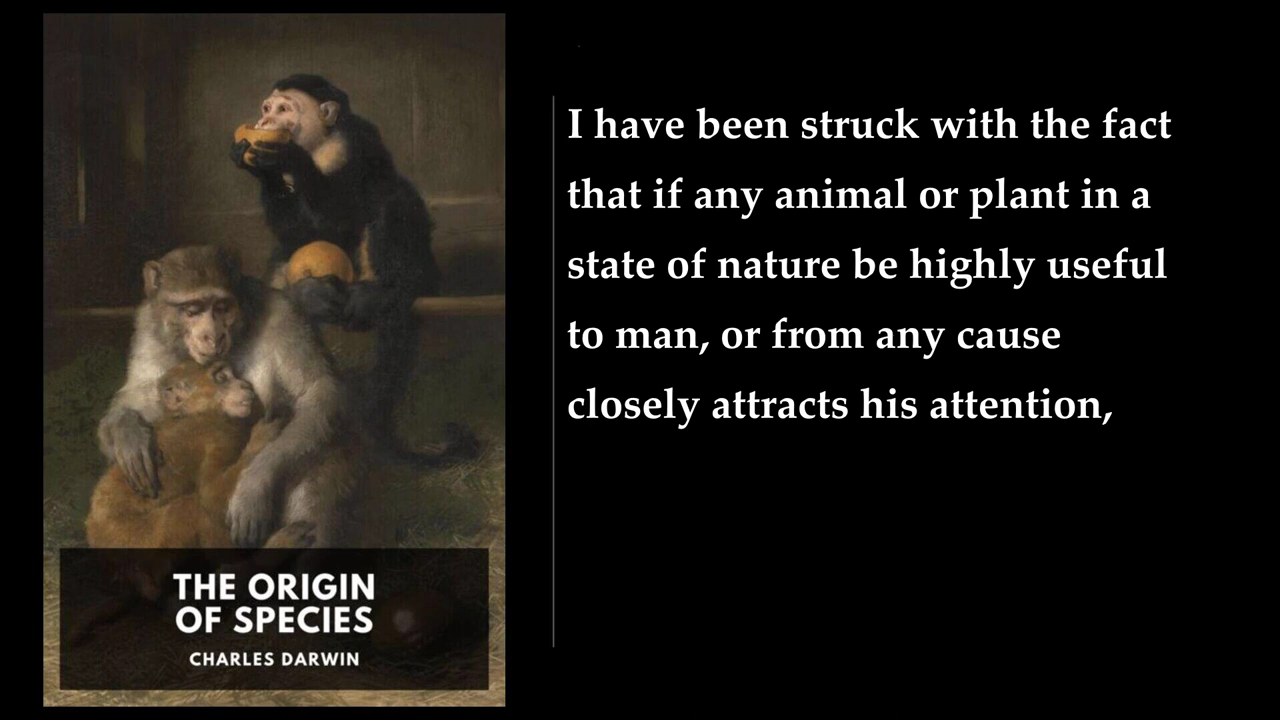 THE ORIGIN
OF SPECIES
CHARLES DARWIN
I have been struck with the fact
that if any animal or plant in a
state of nature be highly useful
to man, or from any cause
closely attracts his attention,